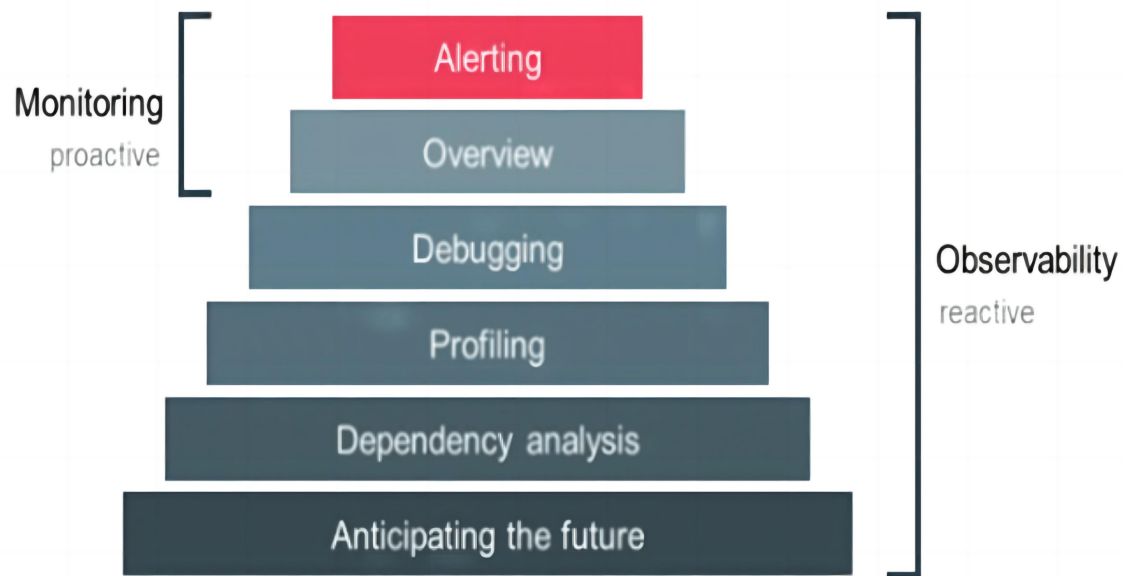 Alerting
Monitoring
proactive
Overview
Debugging
Observability
reactive
Profiling
Dependency analysis
Anticipating the future